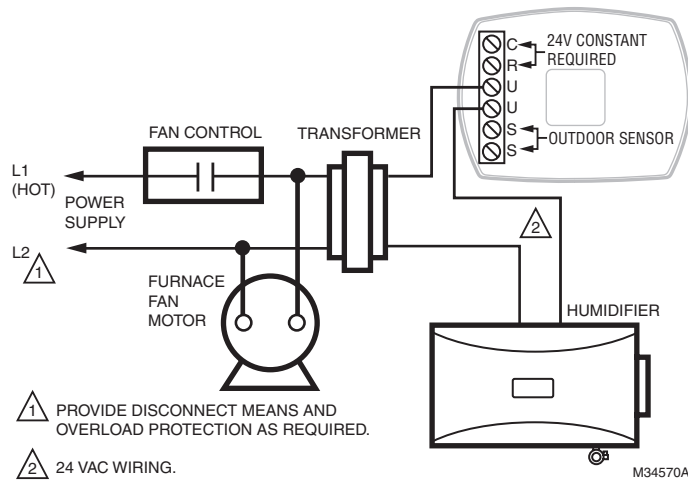 C
24V CONSTANT
R
REQUIRED
U
U
S
OUTDOOR SENSOR
S
FAN CONTROL
TRANSFORMER
L1
(HOT)
POWER
SUPPLY
L2
1
FURNACE
FAN
MOTOR
2
HUMIDIFIER
1 PROVIDE DISCONNECT MEANS AND
OVERLOAD PROTECTION AS REQUIRED.
2 24 VAC WIRING.
M34570A